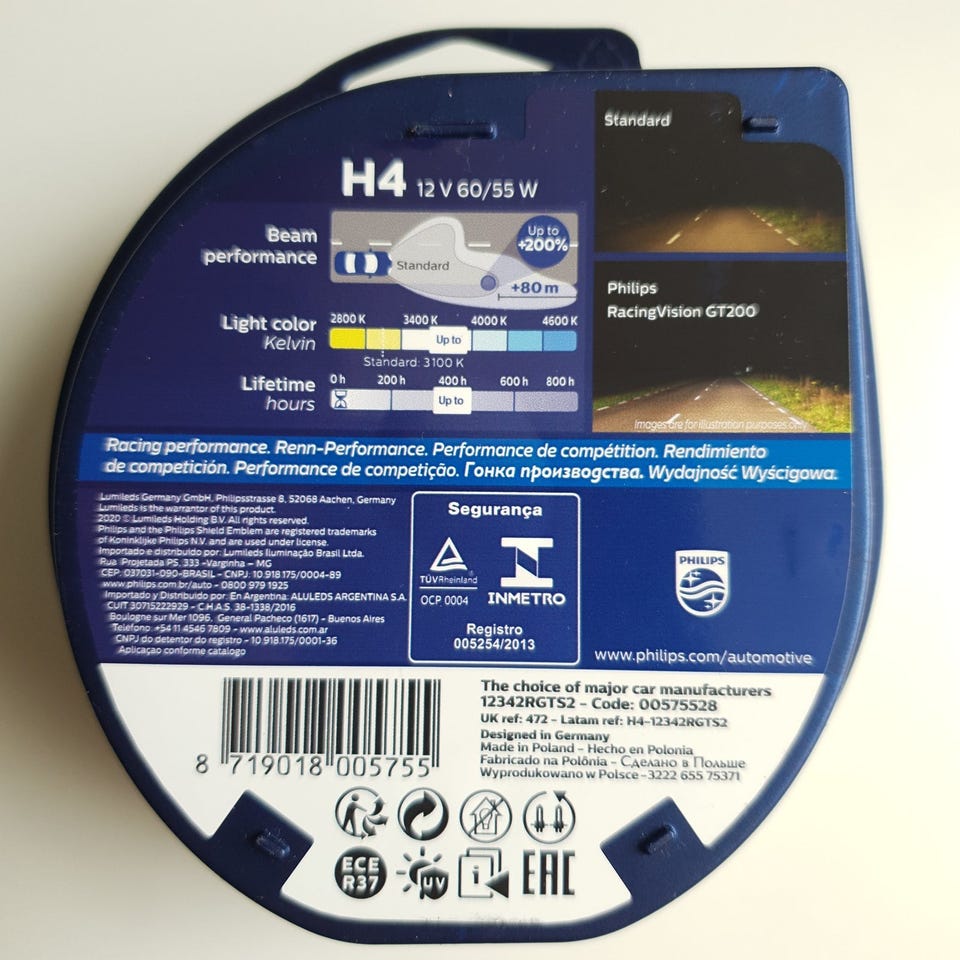 H4 12 V 60/55 W
Beam
performance
Standard
Up to
+200%
+80 m
Light color
Kelvin
2800 K 3400 K 4000 K 4600 K
Up to
Standard: 3100 K
Lifetime
hours
0 h 200 h 400 h 600 h 800 h
Up to
Standard
Philips
RacingVision GT200
Images are for illustration purposes only
Racing performance. Renn-Performance. Performance de compétition. Rendimiento
de competición. Performance de competição. Гонка производства. Wydajność Wyścigowa.
Lumileds Germany GmbH, Philipsstrasse 8, 52068 Aachen, Germany
Lumileds is the warrantor of this product.
2020 © Lumileds Holding B.V. All rights reserved.
Philips and the Philips Shield Emblem are registered trademarks
of Koninklijke Philips N.V. and are used under license.
Importado e distribuido por: Lumileds Iluminação Brasil Ltda.
Rua Projetada PS, 333 -Varginha – MG
CEP: 037031-090-BRASIL - CNPJ: 10.918.175/0004-89
www.philips.com.br/auto - 0800 979 1925
Importado y Distribuido por: En Argentina: ALULEDS ARGENTINA S.A.
CUIT 30715222929 - C.H.A.S. 38-1338/2016
Boulogne sur Mer 1096, General Pacheco (1617) - Buenos Aires
Telefono: +54 11 4546 7809 - www.aluleds.com.ar
CNPJ do detentor do registro - 10.918.175/0001-36
Aplicaçao conforme catalogo
Segurança
TÜVRheinland
OCP 0004
INMETRO
Registro
005254/2013
PHILIPS
www.philips.com/automotive
8 719018 005755
The choice of major car manufacturers
12342RGTS2 - Code: 00575528
UK ref: 472 - Latam ref: H4-12342RGTS2
Designed in Germany
Made in Poland - Hecho en Polonia
Fabricado na Polônia - Сделано в Польше
Wyprodukowano w Polsce -3222 655 75371
ECE
R37
UV
i
EAC